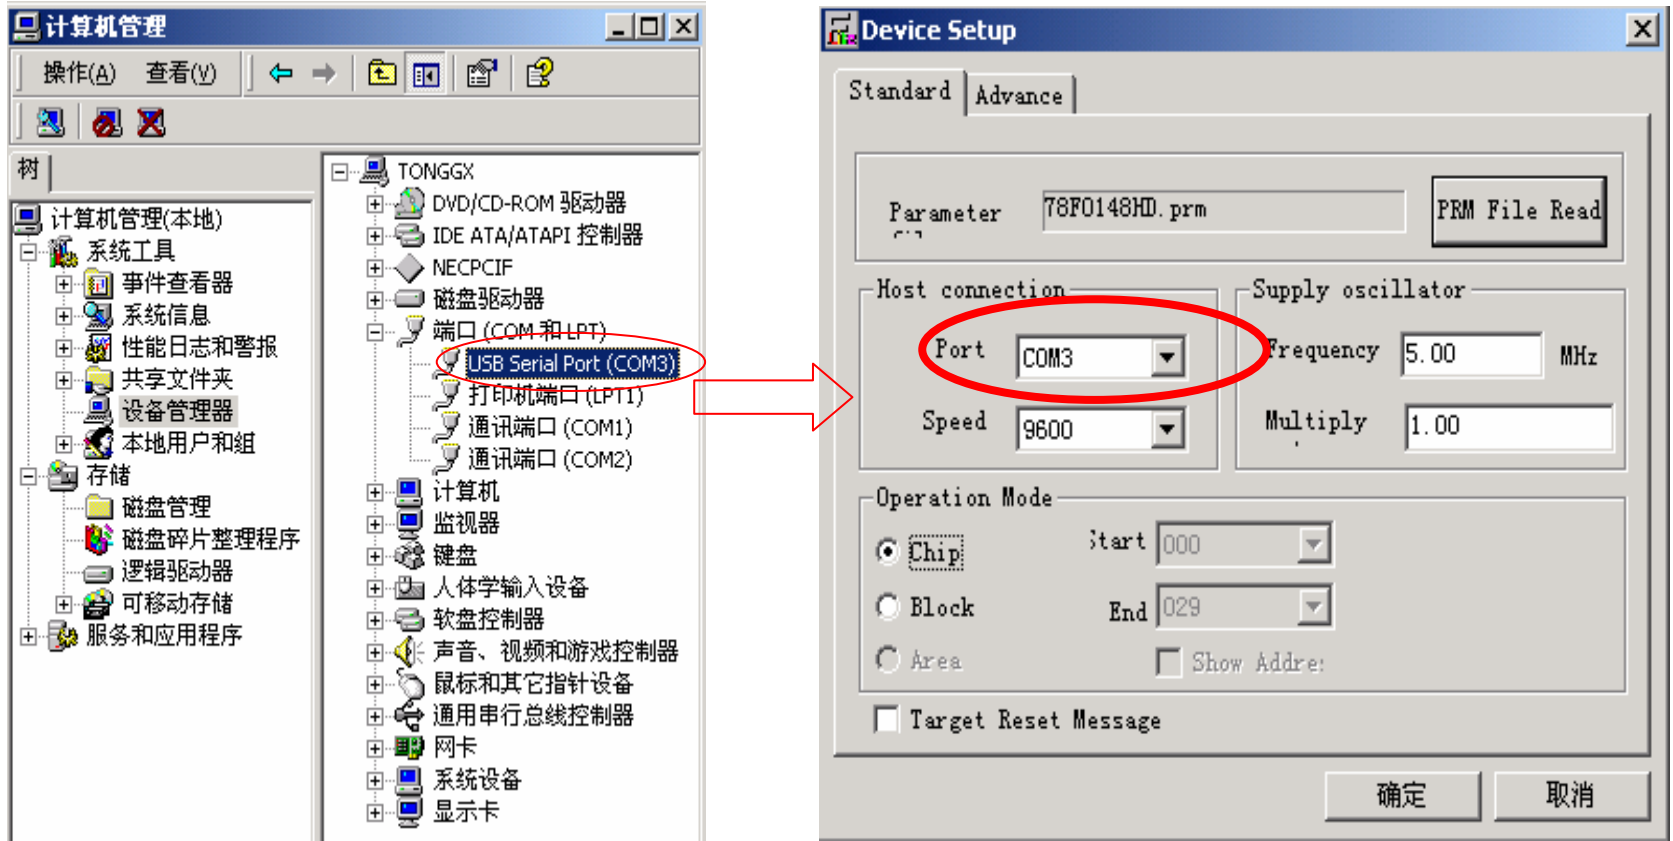 计算机管理
操作(A) 查看(V)
树
计算机管理(本地)
系统工具
事件查看器
系统信息
性能日志和警报
共享文件夹
设备管理器
本地用户和组
存储
磁盘管理
磁盘碎片整理程序
逻辑驱动器
可移动存储
服务和应用程序
TONGGX
DVD/CD-ROM 驱动器
IDE ATA/ATAPI 控制器
NECPCIF
磁盘驱动器
端口 (COM 和 LPT)
USB Serial Port (COM3)
打印机端口 (LPT1)
通讯端口 (COM1)
通讯端口 (COM2)
计算机
监视器
键盘
人体学输入设备
软盘控制器
声音、视频和游戏控制器
鼠标和其它指针设备
通用串行总线控制器
网卡
系统设备
显示卡
Device Setup
Standard Advance
Parameter 78F0148HD.prm PRM File Read
Host connection
Port COM3
Speed 9600
Supply oscillator
Frequency 5.00 MHz
Multiply 1.00
Operation Mode
Chip Start 000
Block End 029
Area Show Addre
Target Reset Message
确定 取消